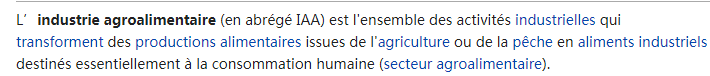 L’industrie agroalimentaire (en abrégé IAA) est l'ensemble des activités industrielles qui
transforment des productions alimentaires issues de l'agriculture ou de la pêche en aliments industriels
destinés essentiellement à la consommation humaine (secteur agroalimentaire).